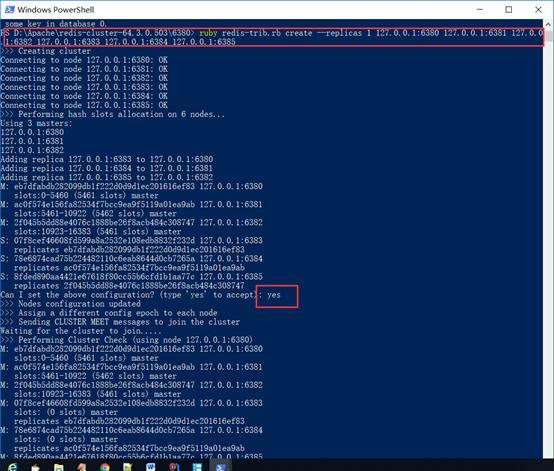 Windows PowerShell
some key in database 0.
PS D:\Apache\redis-cluster-64.3.0.503\6380> ruby redis-trib.rb create --replicas 1 127.0.0.1:6380 127.0.0.1:6381 127.0.0
.1:6382 127.0.0.1:6383 127.0.0.1:6384 127.0.0.1:6385
>>> Creating cluster
Connecting to node 127.0.0.1:6380: OK
Connecting to node 127.0.0.1:6381: OK
Connecting to node 127.0.0.1:6382: OK
Connecting to node 127.0.0.1:6383: OK
Connecting to node 127.0.0.1:6384: OK
Connecting to node 127.0.0.1:6385: OK
>>> Performing hash slots allocation on 6 nodes...
Using 3 masters:
127.0.0.1:6380
127.0.0.1:6381
127.0.0.1:6382
Adding replica 127.0.0.1:6383 to 127.0.0.1:6380
Adding replica 127.0.0.1:6384 to 127.0.0.1:6381
Adding replica 127.0.0.1:6385 to 127.0.0.1:6382
M: eb7dfabdb282099db1f222d0d9d1ec201616ef83 127.0.0.1:6380
slots:0-5460 (5461 slots) master
M: ac0f574e156fa82534f7bcc9ea9f5119a01ea9ab 127.0.0.1:6381
slots:5461-10922 (5462 slots) master
M: 2f045b5dd88e4076c1888be26f8acb484c308747 127.0.0.1:6382
slots:10923-16383 (5461 slots) master
S: 07f8cef46608fd599a8a2532e108edb8832f232d 127.0.0.1:6383
replicates eb7dfabdb282099db1f222d0d9d1ec201616ef83
S: 78e6874cad75b224482110c6eab8644d0cb7c565 127.0.0.1:6384
replicates ac0f574e156fa82534f7bcc9ea9f5119a01ea9ab
S: 8fded890aa4421e67618f80cc55b6cfd1b1aa77c 127.0.0.1:6385
replicates 2f045b5dd88e4076c1888be26f8acb484c308747
Can I set the above configuration? (type 'yes' to accept): yes
>>> Nodes configuration updated
>>> Assign a different config epoch to each node
>>> Sending CLUSTER MEET messages to join the cluster
Waiting for the cluster to join.....
>>> Performing Cluster Check (using node 127.0.0.1:6380)
M: eb7dfabdb282099db1f222d0d9d1ec201616ef83 127.0.0.1:6380
slots:0-5460 (5461 slots) master
M: ac0f574e156fa82534f7bcc9ea9f5119a01ea9ab 127.0.0.1:6381
slots:5461-10922 (5462 slots) master
M: 2f045b5dd88e4076c1888be26f8acb484c308747 127.0.0.1:6382
slots:10923-16383 (5461 slots) master
M: 07f8cef46608fd599a8a2532e108edb8832f232d 127.0.0.1:6383
slots: (0 slots) master
replicates eb7dfabdb282099db1f222d0d9d1ec201616ef83
M: 78e6874cad75b224482110c6eab8644d0cb7c565 127.0.0.1:6384
slots: (0 slots) master
replicates ac0f574e156fa82534f7bcc9ea9f5119a01ea9ab
M: 8fded890aa4421e67618f80cc55b6cfd1b1aa77c 127.0.0.1:6385